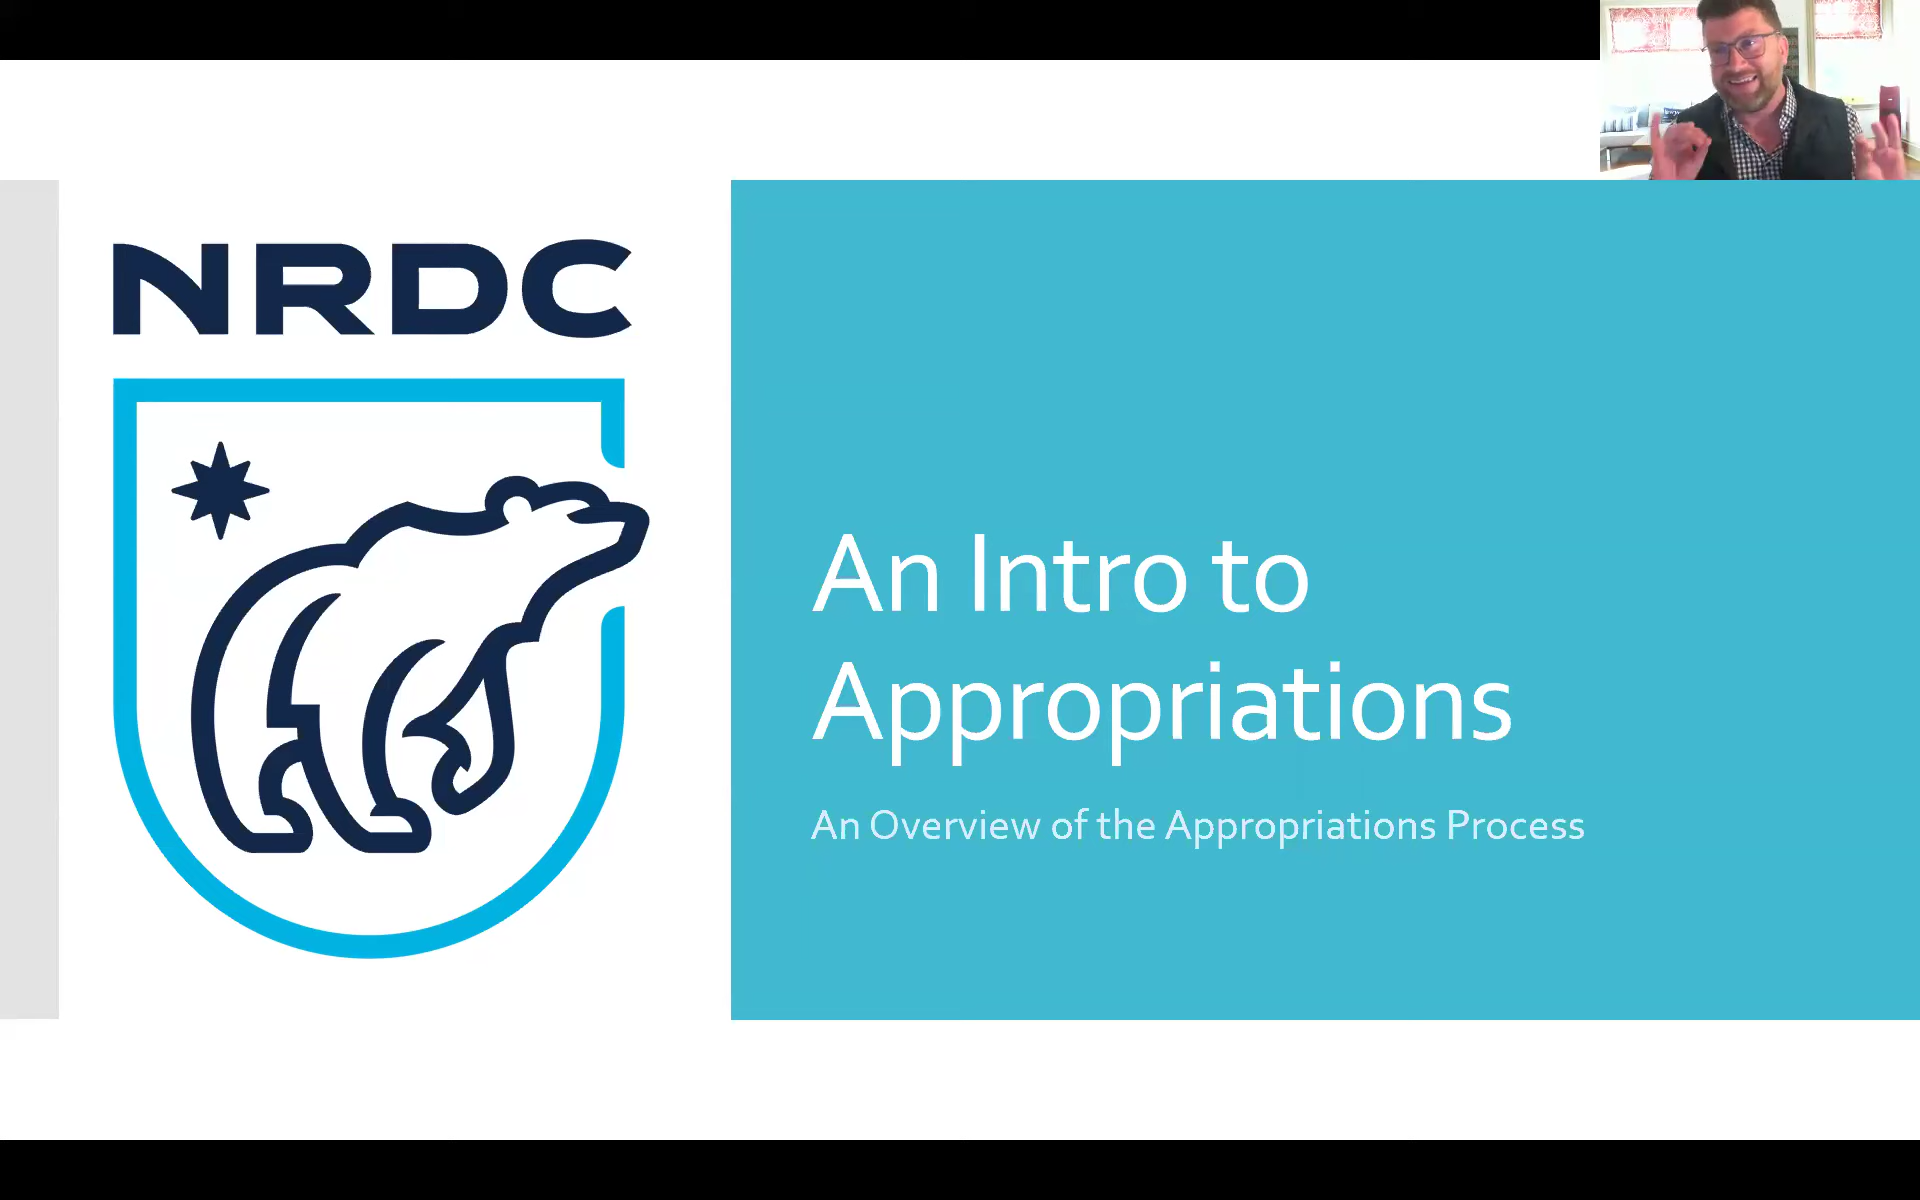 NRDC
An Intro to
Appropriations
An Overview of the Appropriations Process